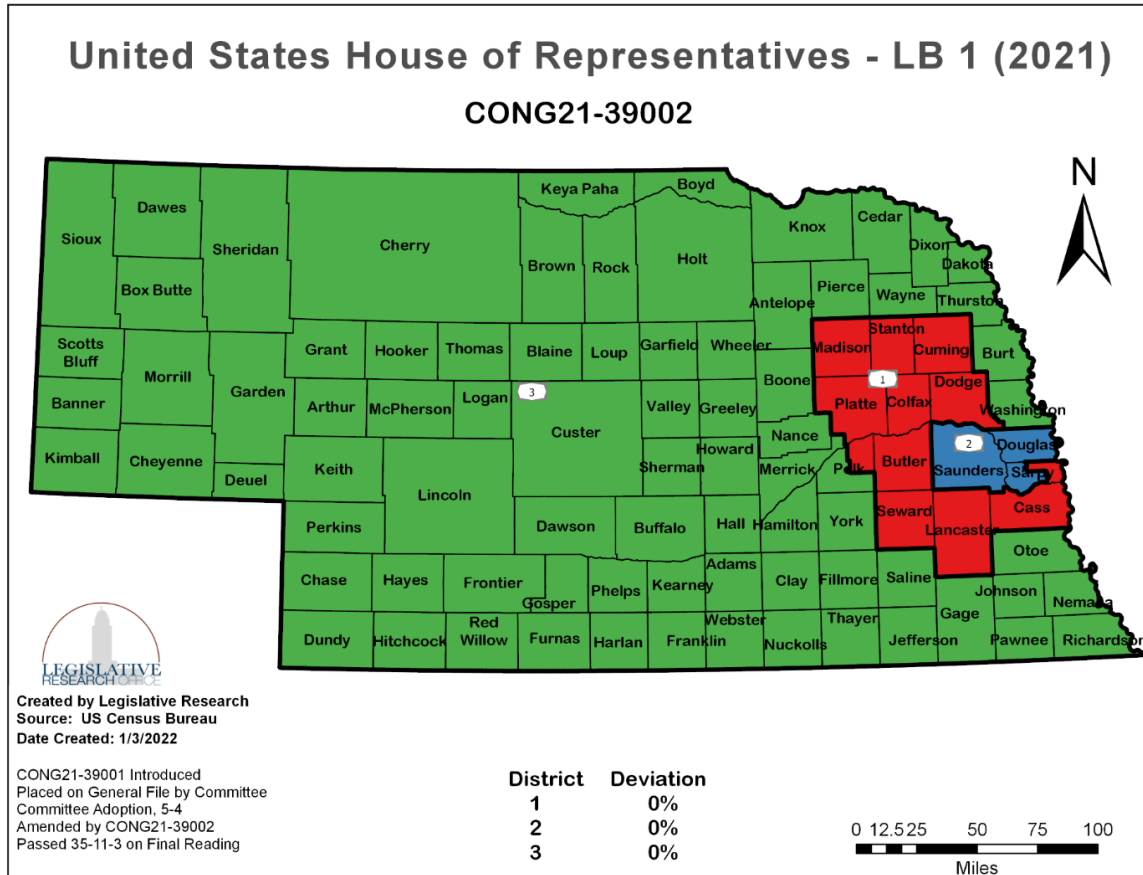 United States House of Representatives - LB 1 (2021)
CONG21-39002
N
Keya Paha
Boyd
Dawes
Knox
Cedar
Sioux
Sheridan
Cherry
Dixon
Brown
Rock
Holt
Dakota
Box Butte
Antelope
Pierce
Wayne
Thurston
Scotts
Bluff
Grant
Hooker
Thomas
Blaine
Loup
Garfield
Wheeler
Madison
Stanton
Cuming
Burt
Morrill
Garden
Boone
1
Dodge
Banner
Arthur
McPherson
Logan
3
Custer
Valley
Greeley
Platte
Colfax
Washington
Nance
2
Douglas
Kimball
Cheyenne
Deuel
Keith
Lincoln
Sherman
Howard
Merrick
Polk
Butler
Saunders
Sarpy
Perkins
Dawson
Buffalo
Hall
Hamilton
York
Seward
Lancaster
Cass
Otoe
Chase
Hayes
Frontier
Gosper
Phelps
Kearney
Adams
Clay
Fillmore
Saline
Johnson
Nemaha
Dundy
Hitchcock
Red
Willow
Furnas
Harlan
Franklin
Webster
Nuckolls
Thayer
Jefferson
Gage
Pawnee
Richardson
LEGISLATIVE
RESEARCH OFFICE
Created by Legislative Research
Source: US Census Bureau
Date Created: 1/3/2022
CONG21-39001 Introduced
Placed on General File by Committee
Committee Adoption, 5-4
Amended by CONG21-39002
Passed 35-11-3 on Final Reading
District Deviation
1 0%
2 0%
3 0%
0 12.5 25 50 75 100
Miles